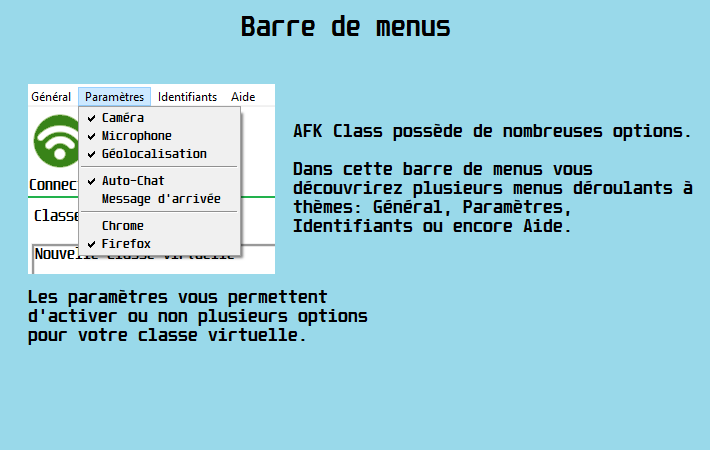 Barre de menus
Général Paramètres Identifiants Aide
Caméra
Microphone
Géolocalisation
Connec
Auto-Chat
Message d'arrivée
Classe
Chrome
Firefox
Nouvelle classe virtuelle
AFK Class possède de nombreuses options.
Dans cette barre de menus vous
découvrirez plusieurs menus déroulants à
thèmes: Général, Paramètres,
Identifiants ou encore Aide.
Les paramètres vous permettent
d'activer ou non plusieurs options
pour votre classe virtuelle.